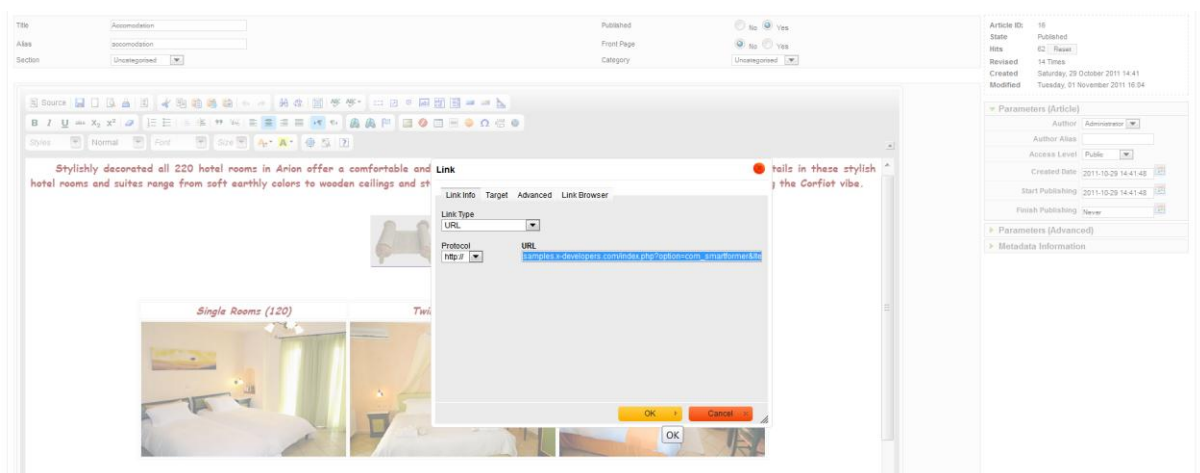 Title Accomodation Published No Yes
Alias accomodation Front Page No Yes
Section Uncategorised Category Uncategorised
Article ID: 16
State Published
Hits 62 Reset
Revised 14 Times
Created Saturday, 29 October 2011 14:41
Modified Tuesday, 01 November 2011 16:04
Parameters (Article)
Author Administrator
Author Alias
Access Level Public
Created Date 2011-10-29 14:41:48
Start Publishing 2011-10-29 14:41:48
Finish Publishing Never
Parameters (Advanced)
Metadata Information
Source
B I U ABC X₂ X²
Styles Normal Font Size
Stylishly decorated all 220 hotel rooms in Arion offer a comfortable and tails in these stylish
hotel rooms and suites range from soft earthly colors to wooden ceilings and st g the Corfiot vibe.
Single Rooms (120) Twi
Link
Link Info Target Advanced Link Browser
Link Type
URL
Protocol URL
http:// samples.x-developers.com/index.php?option=com_smartformer&Ite
OK Cancel
OK